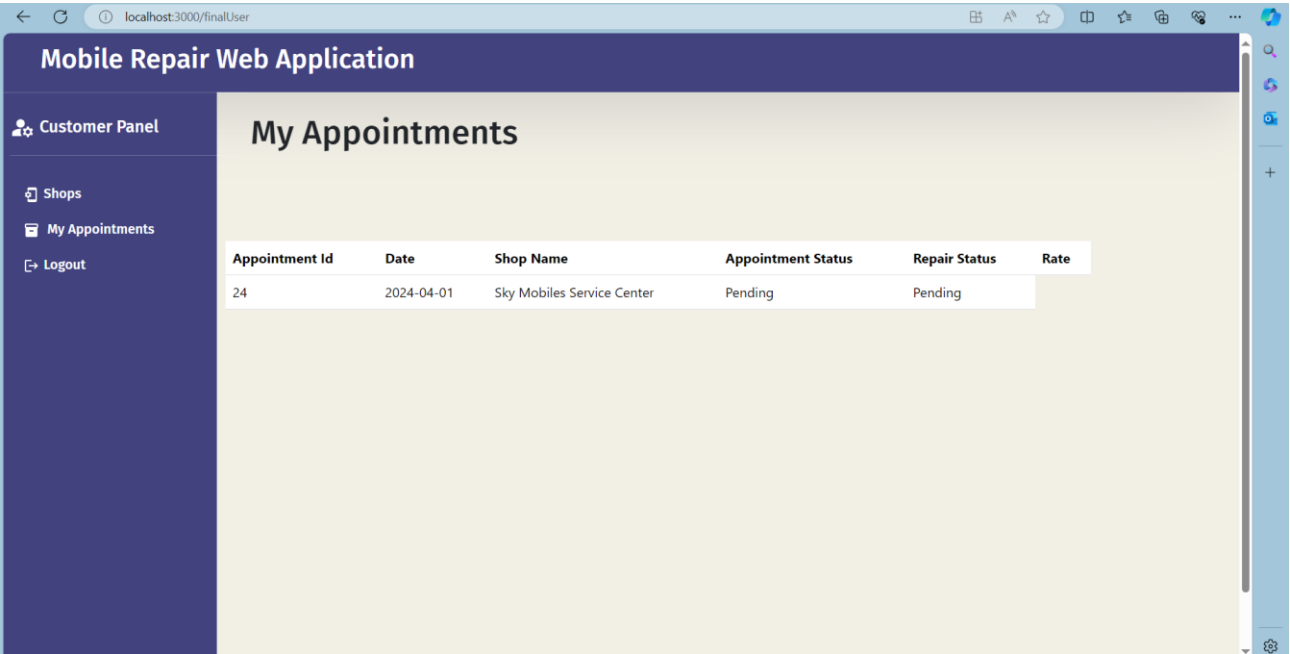 localhost:3000/finalUser
Mobile Repair Web Application
Customer Panel
Shops
My Appointments
Logout
My Appointments
Appointment Id Date Shop Name Appointment Status Repair Status Rate
24 2024-04-01 Sky Mobiles Service Center Pending Pending